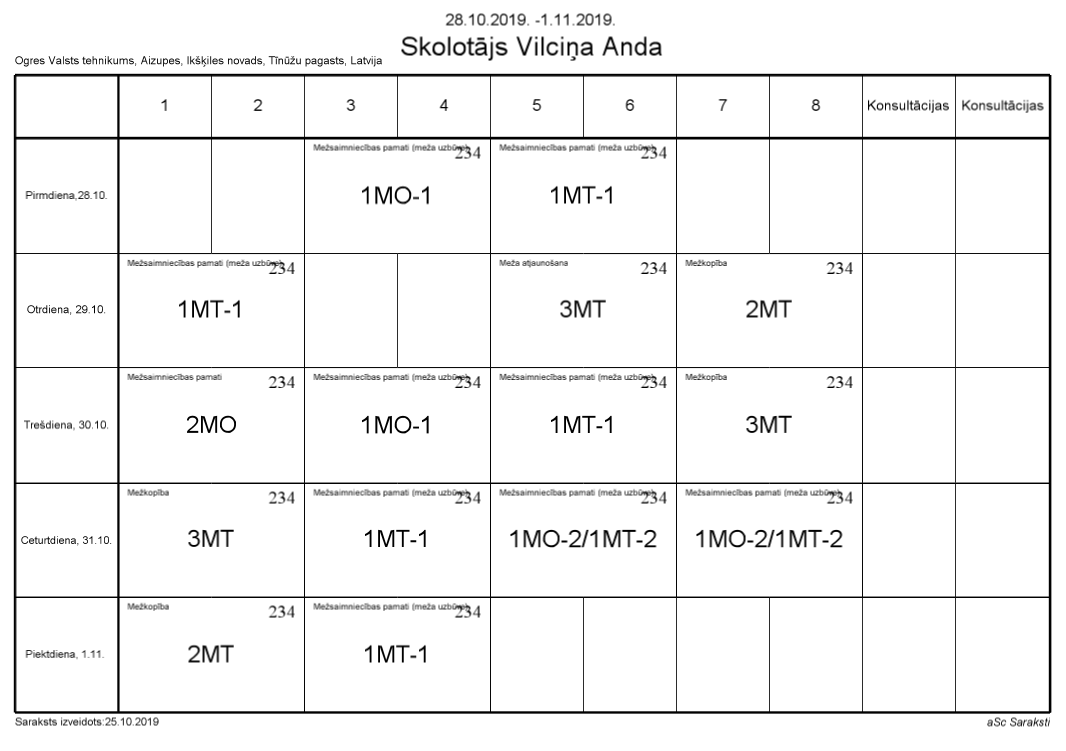 28.10.2019. -1.11.2019.
Skolotājs Vilciņa Anda
Ogres Valsts tehnikums, Aizupes, Ikšķiles novads, Tīnūžu pagasts, Latvija
1 2 3 4 5 6 7 8 Konsultācijas Konsultācijas
Mežsaimniecības pamati (meža uzbūve) 234 Mežsaimniecības pamati (meža uzbūve) 234
Pirmdiena,28.10. 1MO-1 1MT-1
Mežsaimniecības pamati (meža uzbūve) 234 Meža atjaunošana 234 Mežkopība 234
Otrdiena, 29.10. 1MT-1 3MT 2MT
Mežsaimniecības pamati 234 Mežsaimniecības pamati (meža uzbūve) 234 Mežsaimniecības pamati (meža uzbūve) 234 Mežkopība 234
Trešdiena, 30.10. 2MO 1MO-1 1MT-1 3MT
Mežkopība 234 Mežsaimniecības pamati (meža uzbūve) 234 Mežsaimniecības pamati (meža uzbūve) 234 Mežsaimniecības pamati (meža uzbūve) 234
Ceturtdiena, 31.10. 3MT 1MT-1 1MO-2/1MT-2 1MO-2/1MT-2
Mežkopība 234 Mežsaimniecības pamati (meža uzbūve) 234
Piektdiena, 1.11. 2MT 1MT-1
Saraksts izveidots:25.10.2019 aSc Saraksti